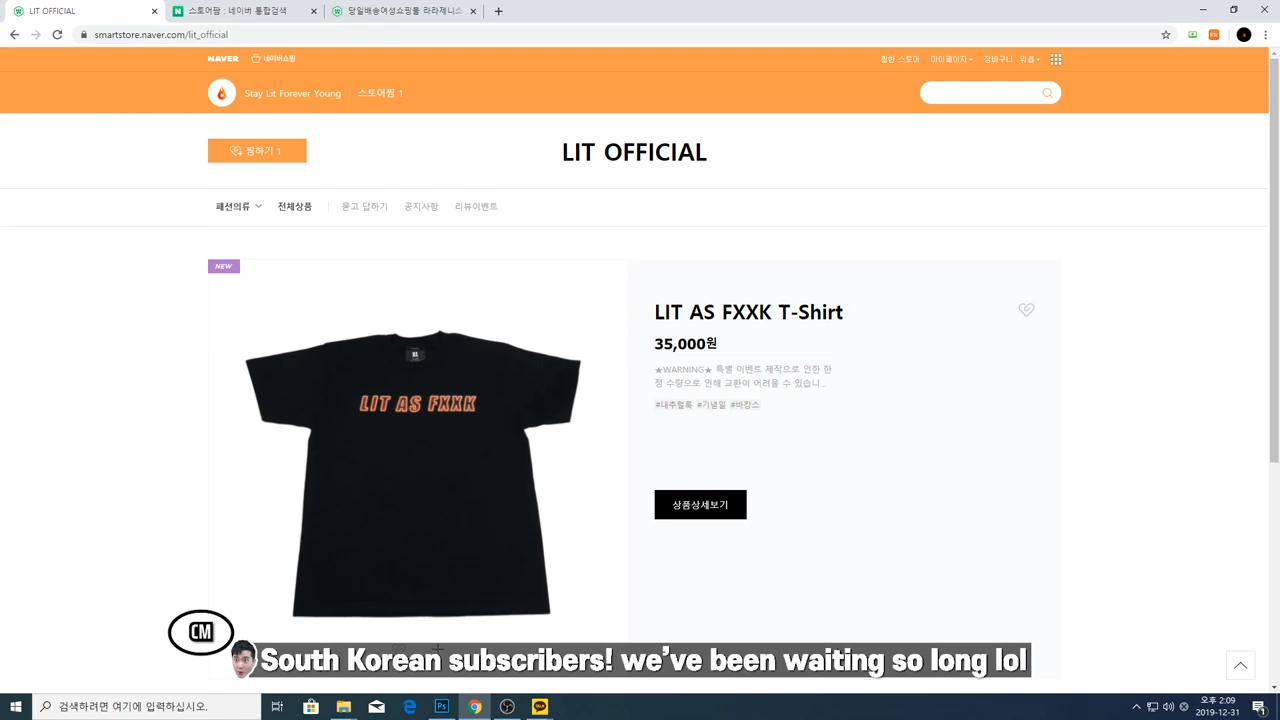 LIT OFFICIAL
스토어팜 : 네이버 통합검색
당일배송여성쇼핑몰 라라제니스
smartstore.naver.com/lit_official
NAVER 네이버쇼핑
찜한 스토어 마이페이지 장바구니 윈쇼
Stay Lit Forever Young 스토어찜 1
찜하기 1
LIT OFFICIAL
패션의류 전체상품 묻고 답하기 공지사항 리뷰이벤트
NEW
LIT AS FXXK T-Shirt
35,000원
★WARNING★ 특별 이벤트 제작으로 인한 한
정 수량으로 인해 교환이 어려울 수 있습니...
#내추럴룩 #기념일 #바캉스
LIT AS FXXK
상품상세보기
CM
South Korean subscribers! we've been waiting so long lol
검색하려면 여기에 입력하십시오.
Ps
TALK
오후 2:09
2019-12-31
1